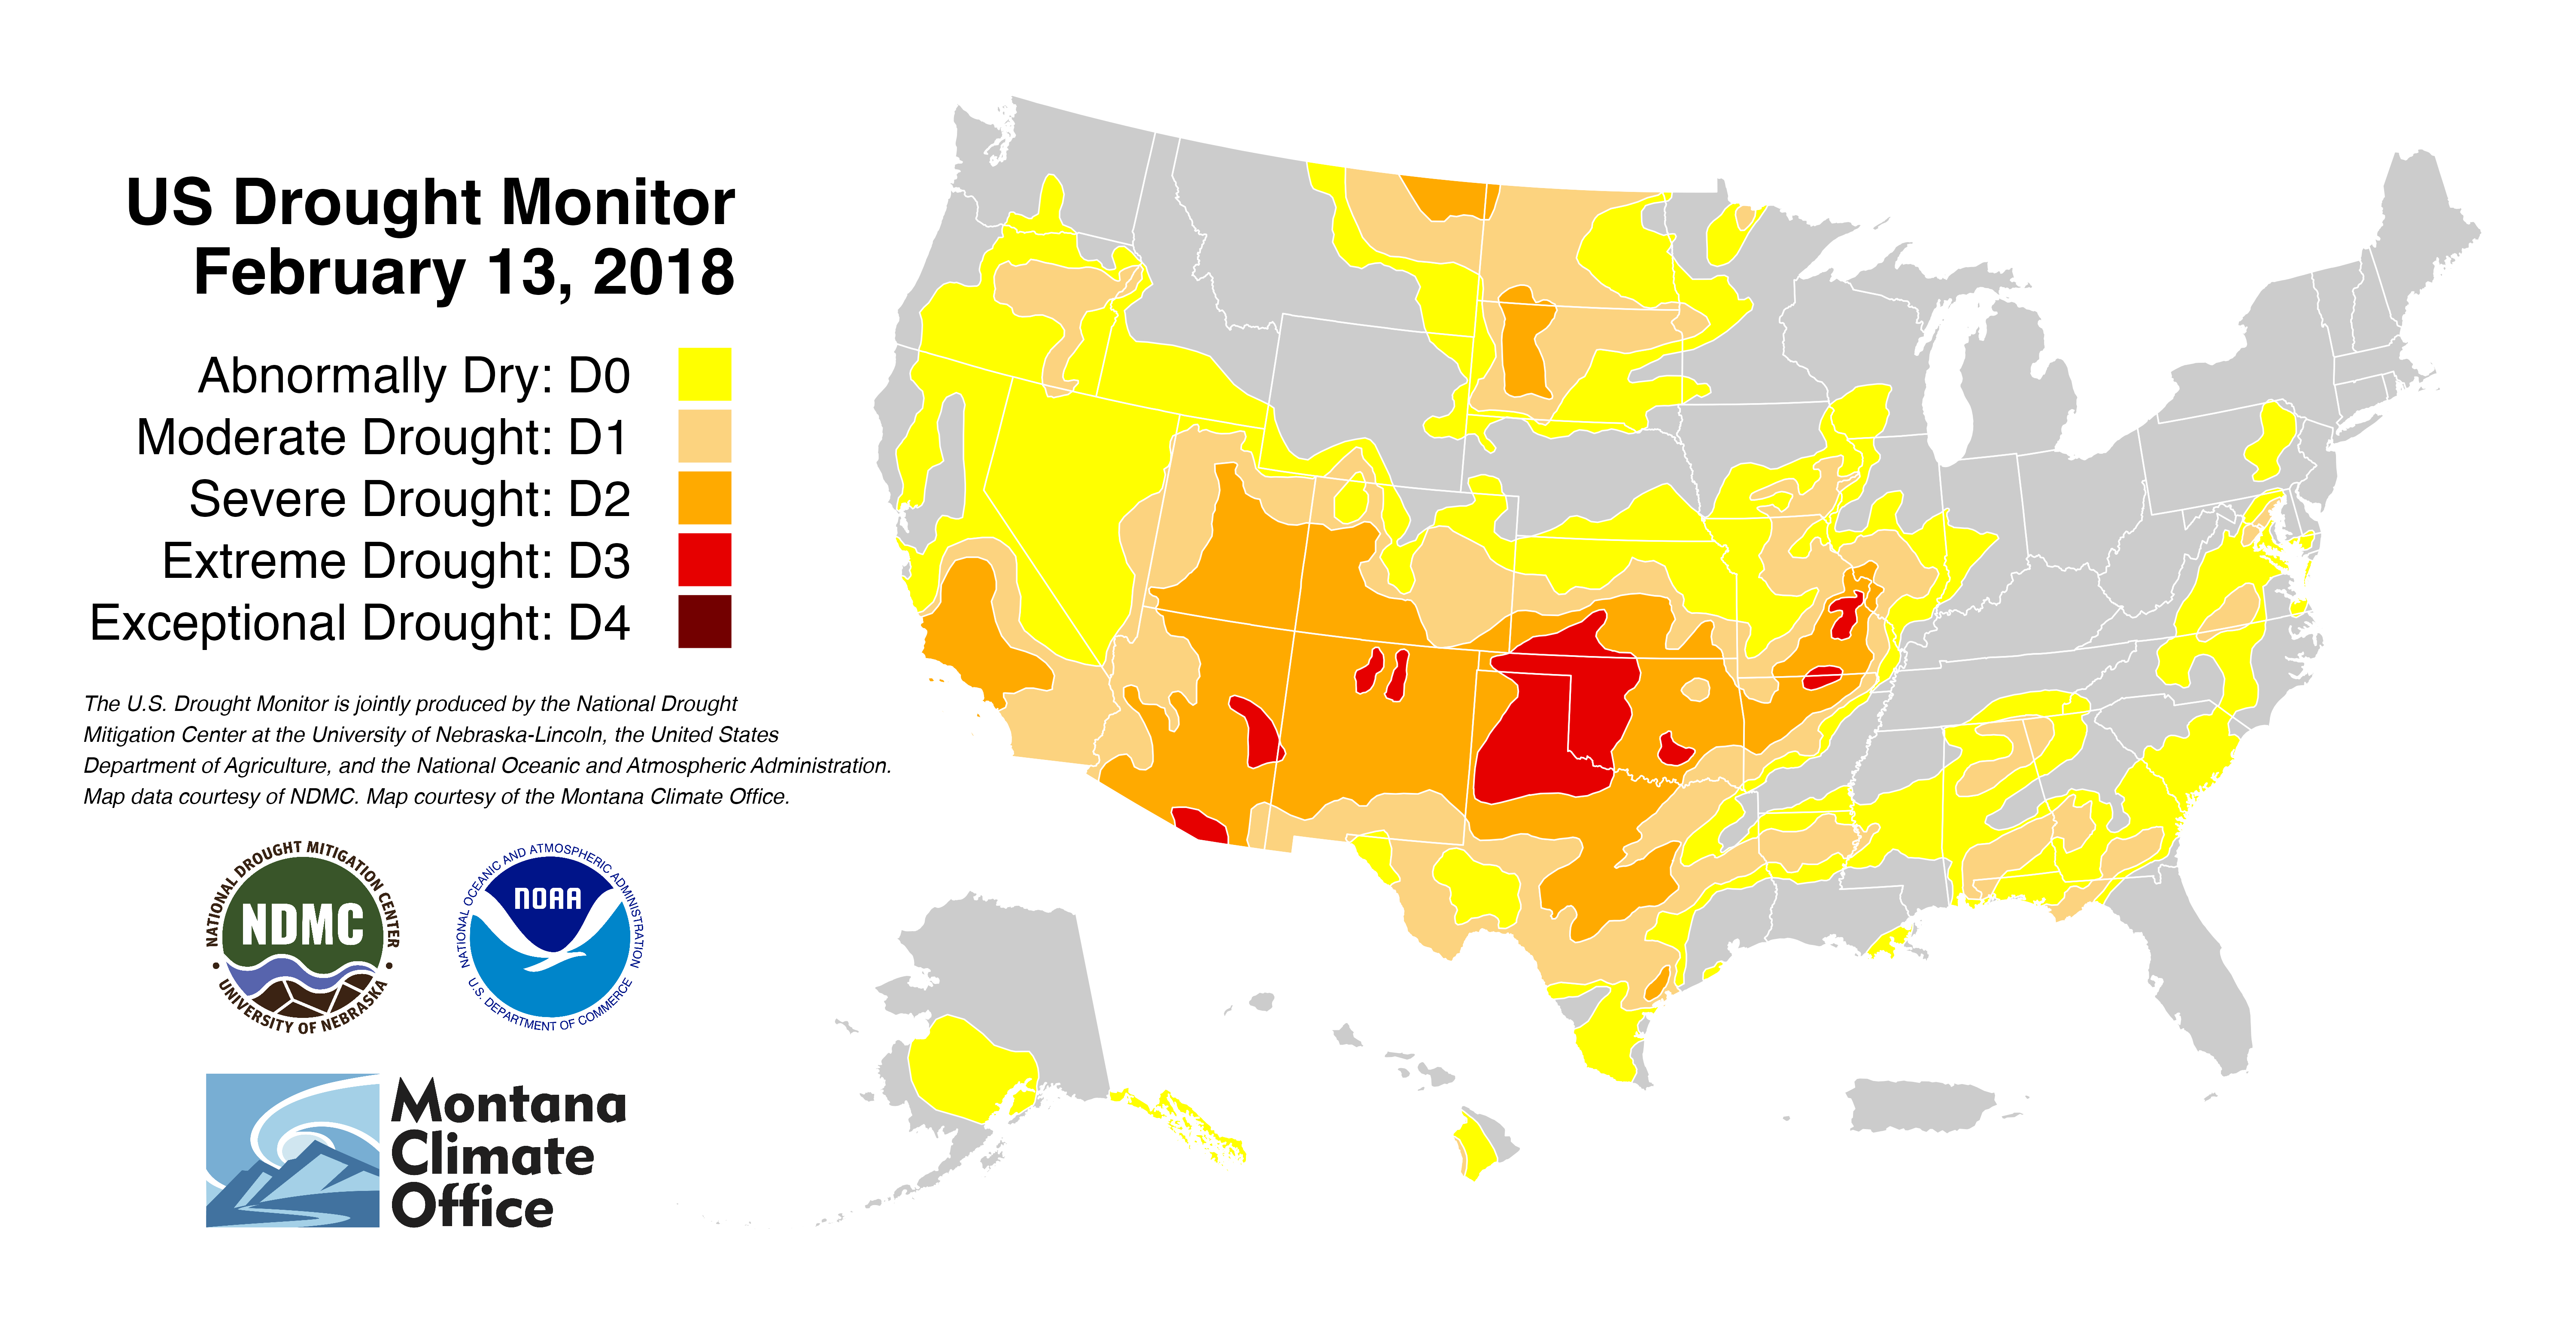 US Drought Monitor
February 13, 2018
Abnormally Dry: D0
Moderate Drought: D1
Severe Drought: D2
Extreme Drought: D3
Exceptional Drought: D4
The U.S. Drought Monitor is jointly produced by the National Drought
Mitigation Center at the University of Nebraska-Lincoln, the United States
Department of Agriculture, and the National Oceanic and Atmospheric Administration.
Map data courtesy of NDMC. Map courtesy of the Montana Climate Office.
NATIONAL DROUGHT MITIGATION CENTER
NDMC
• UNIVERSITY OF NEBRASKA •
NATIONAL OCEANIC AND ATMOSPHERIC ADMINISTRATION
NOAA
U.S. DEPARTMENT OF COMMERCE
Montana
Climate
Office